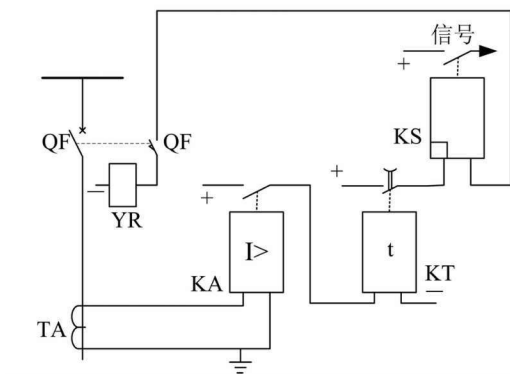 信号
+
KS
QF
QF
+
+
−
YR
I>
t
KA
KT
−
TA